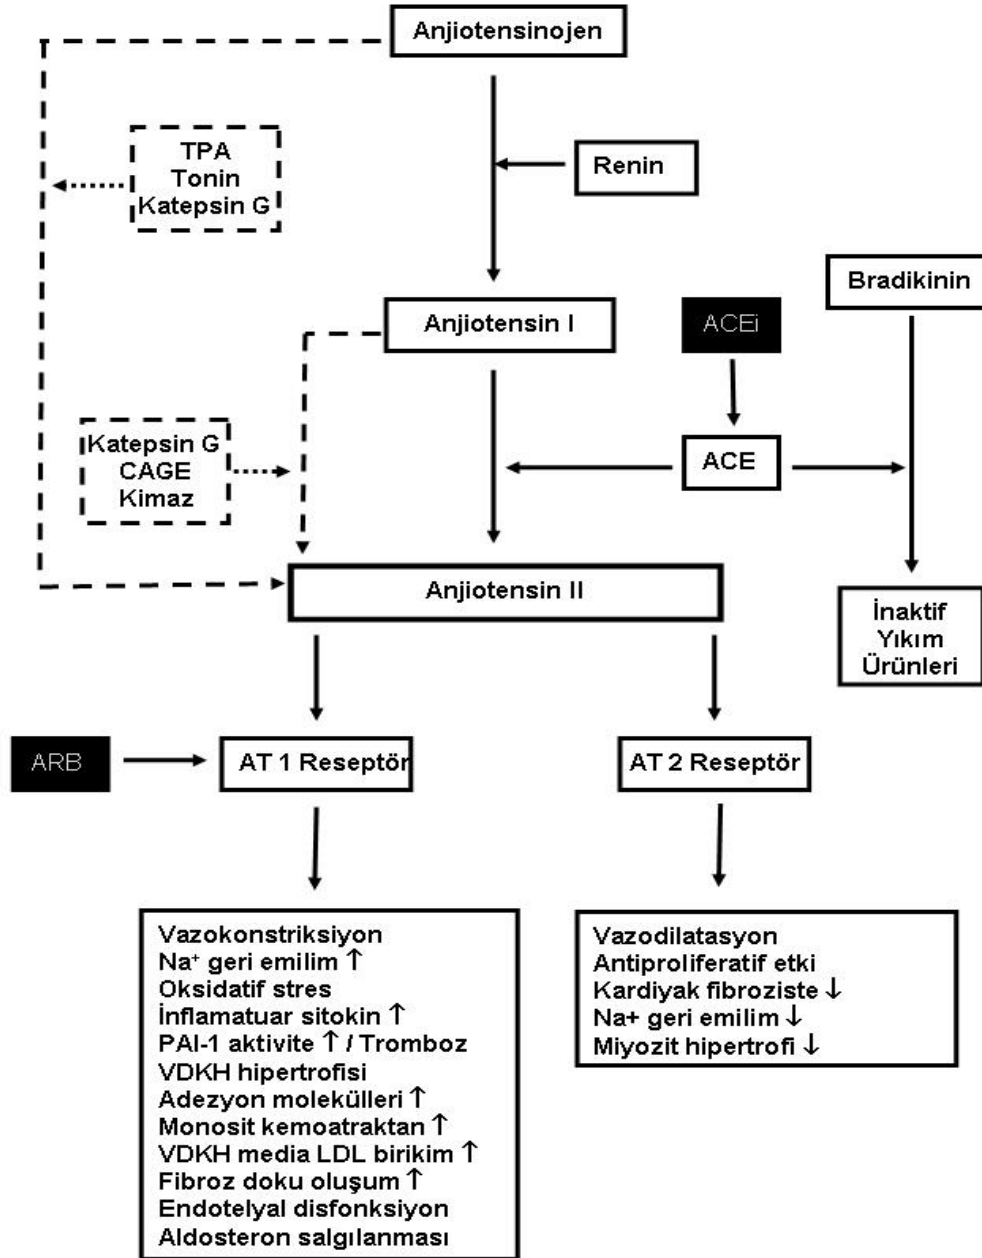 Anjiotensinojen
TPA
Tonin
Katepsin G
Renin
Bradikinin
Anjiotensin I
ACEi
Katepsin G
CAGE
Kimaz
ACE
Anjiotensin II
İnaktif
Yıkım
Ürünleri
ARB
AT 1 Reseptör
AT 2 Reseptör
Vazokonstriksiyon
Na⁺ geri emilim ↑
Oksidatif stres
İnflamatuar sitokin ↑
PAI-1 aktivite ↑ / Tromboz
VDKH hipertrofisi
Adezyon molekülleri ↑
Monosit kemoatraktan ↑
VDKH media LDL birikim ↑
Fibroz doku oluşum ↑
Endotelyal disfonksiyon
Aldosteron salgılanması
Vazodilatasyon
Antiproliferatif etki
Kardiyak fibroziste ↓
Na+ geri emilim ↓
Miyozit hipertrofi ↓